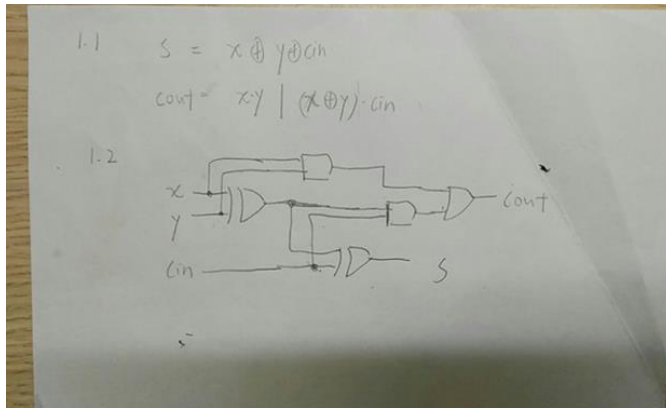 1.1 S = x ⊕ y ⊕ cin
cout = x·y | (x⊕y)·cin
1.2
x
y
cin
cout
S